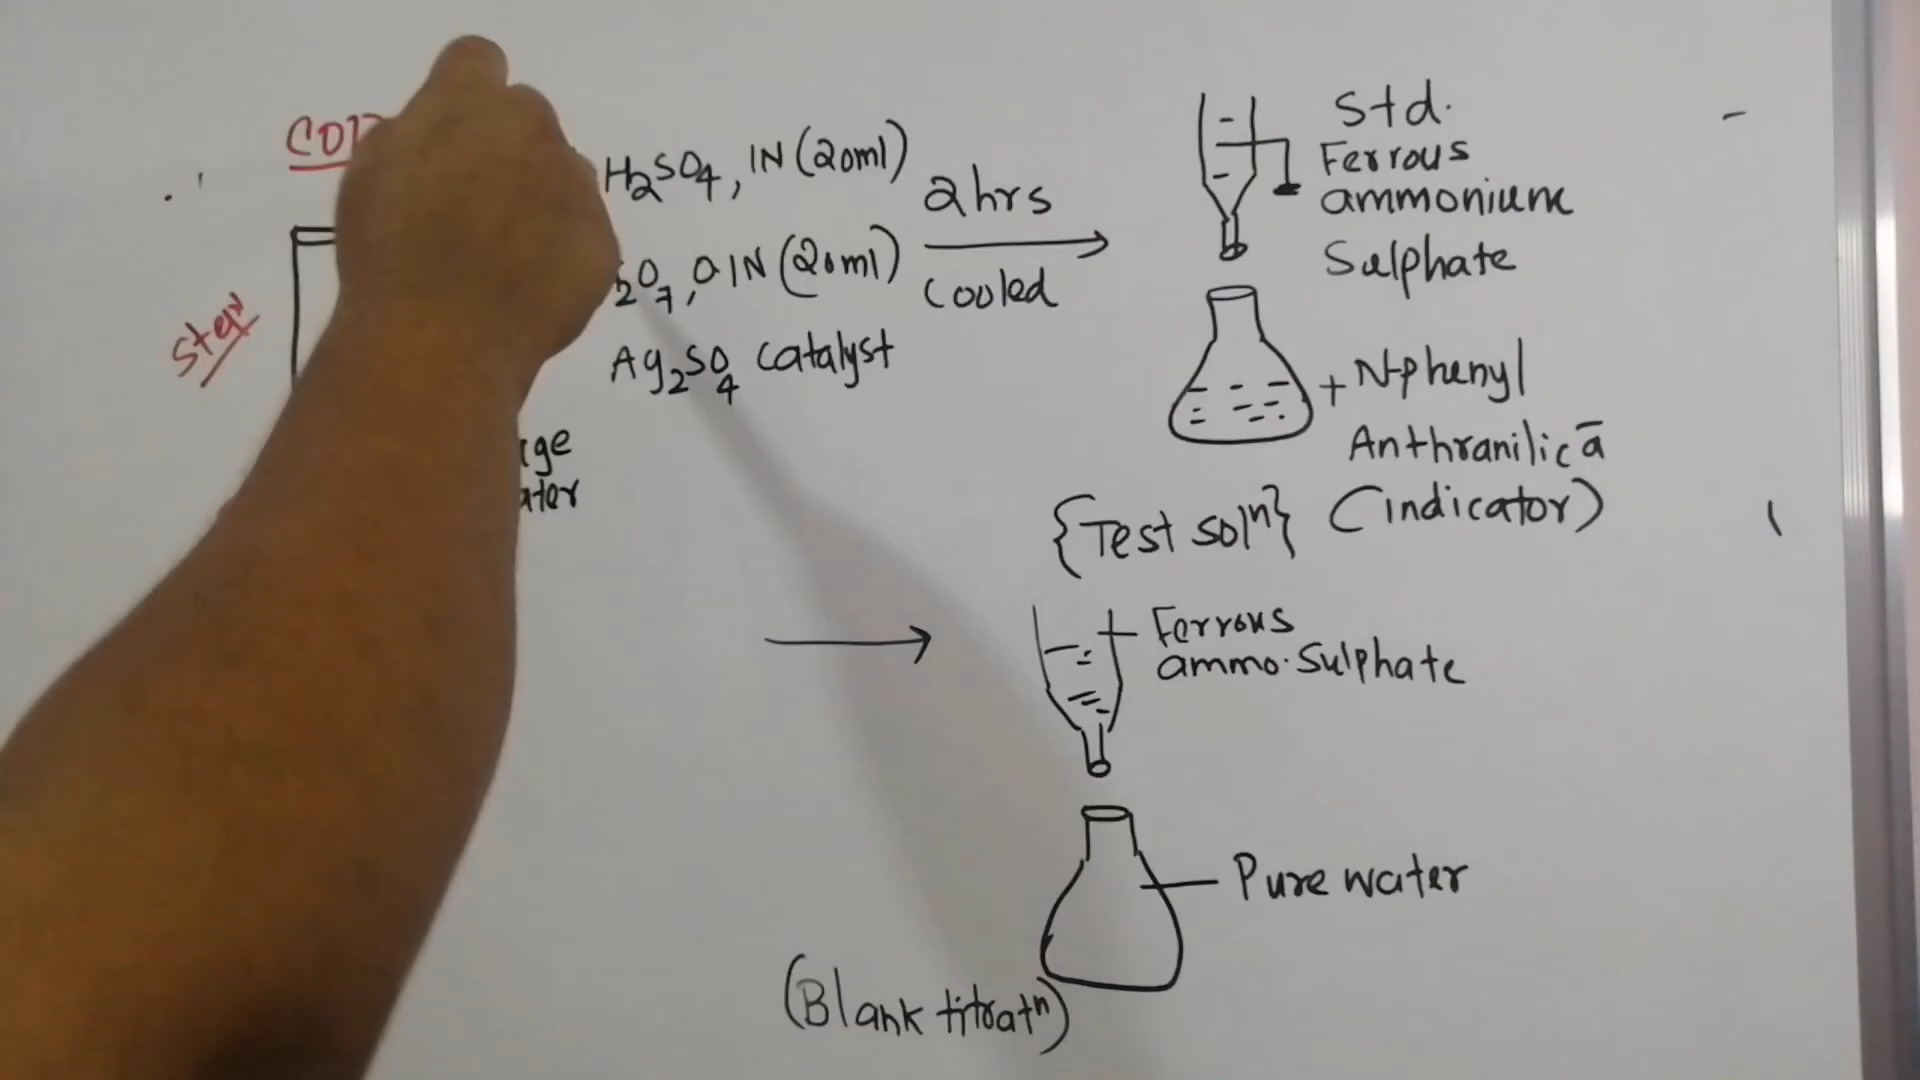 COD
H2SO4, 1N (20ml)
2O7, 0.1N (20ml)
Ag2SO4 catalyst
2hrs
Cooled
Step
ge
ater
Std.
Ferrous
ammonium
Sulphate
+ N-phenyl
Anthranilic a
(indicator)
{Test solⁿ}
Ferrous
ammo. Sulphate
Pure water
(Blank titratⁿ)